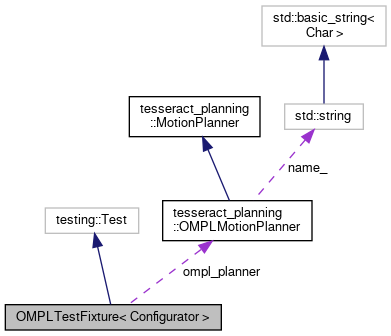 std::basic_string<
Char >
tesseract_planning
::MotionPlanner
std::string
name_
testing::Test
tesseract_planning
::OMPLMotionPlanner
ompl_planner
OMPLTestFixture< Configurator >